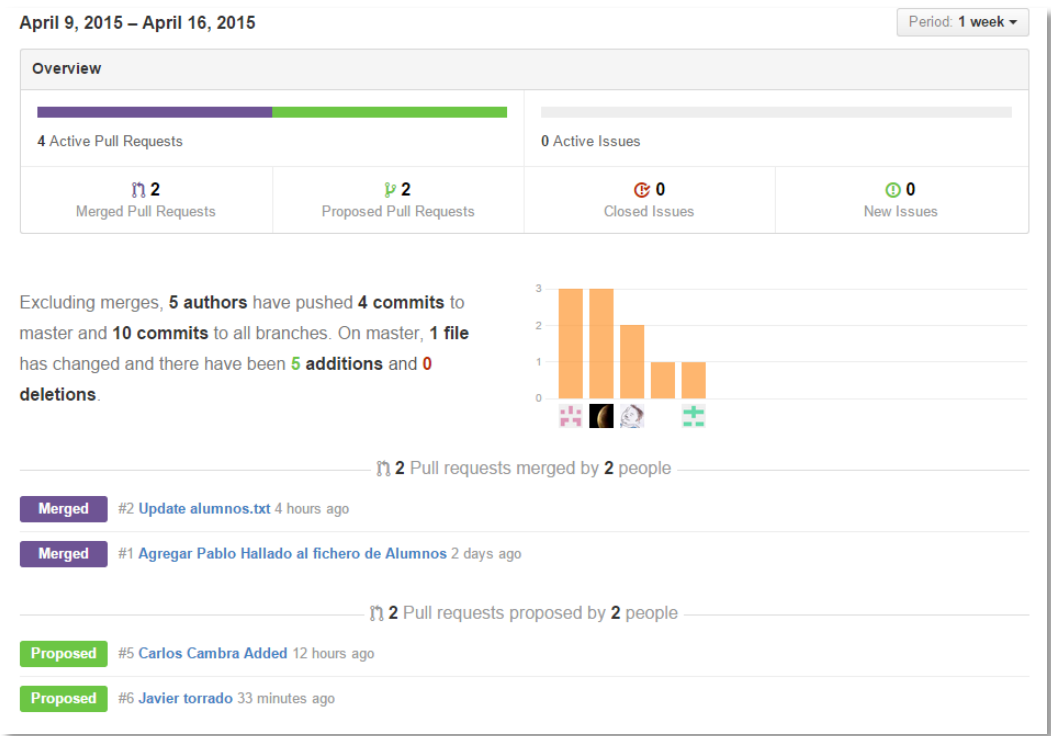 April 9, 2015 – April 16, 2015
Period: 1 week
Overview
4 Active Pull Requests
0 Active Issues
2
Merged Pull Requests
2
Proposed Pull Requests
0
Closed Issues
0
New Issues
Excluding merges, 5 authors have pushed 4 commits to
master and 10 commits to all branches. On master, 1 file
has changed and there have been 5 additions and 0
deletions.
3
2
1
0
2 Pull requests merged by 2 people
Merged #2 Update alumnos.txt 4 hours ago
Merged #1 Agregar Pablo Hallado al fichero de Alumnos 2 days ago
2 Pull requests proposed by 2 people
Proposed #5 Carlos Cambra Added 12 hours ago
Proposed #6 Javier torrado 33 minutes ago